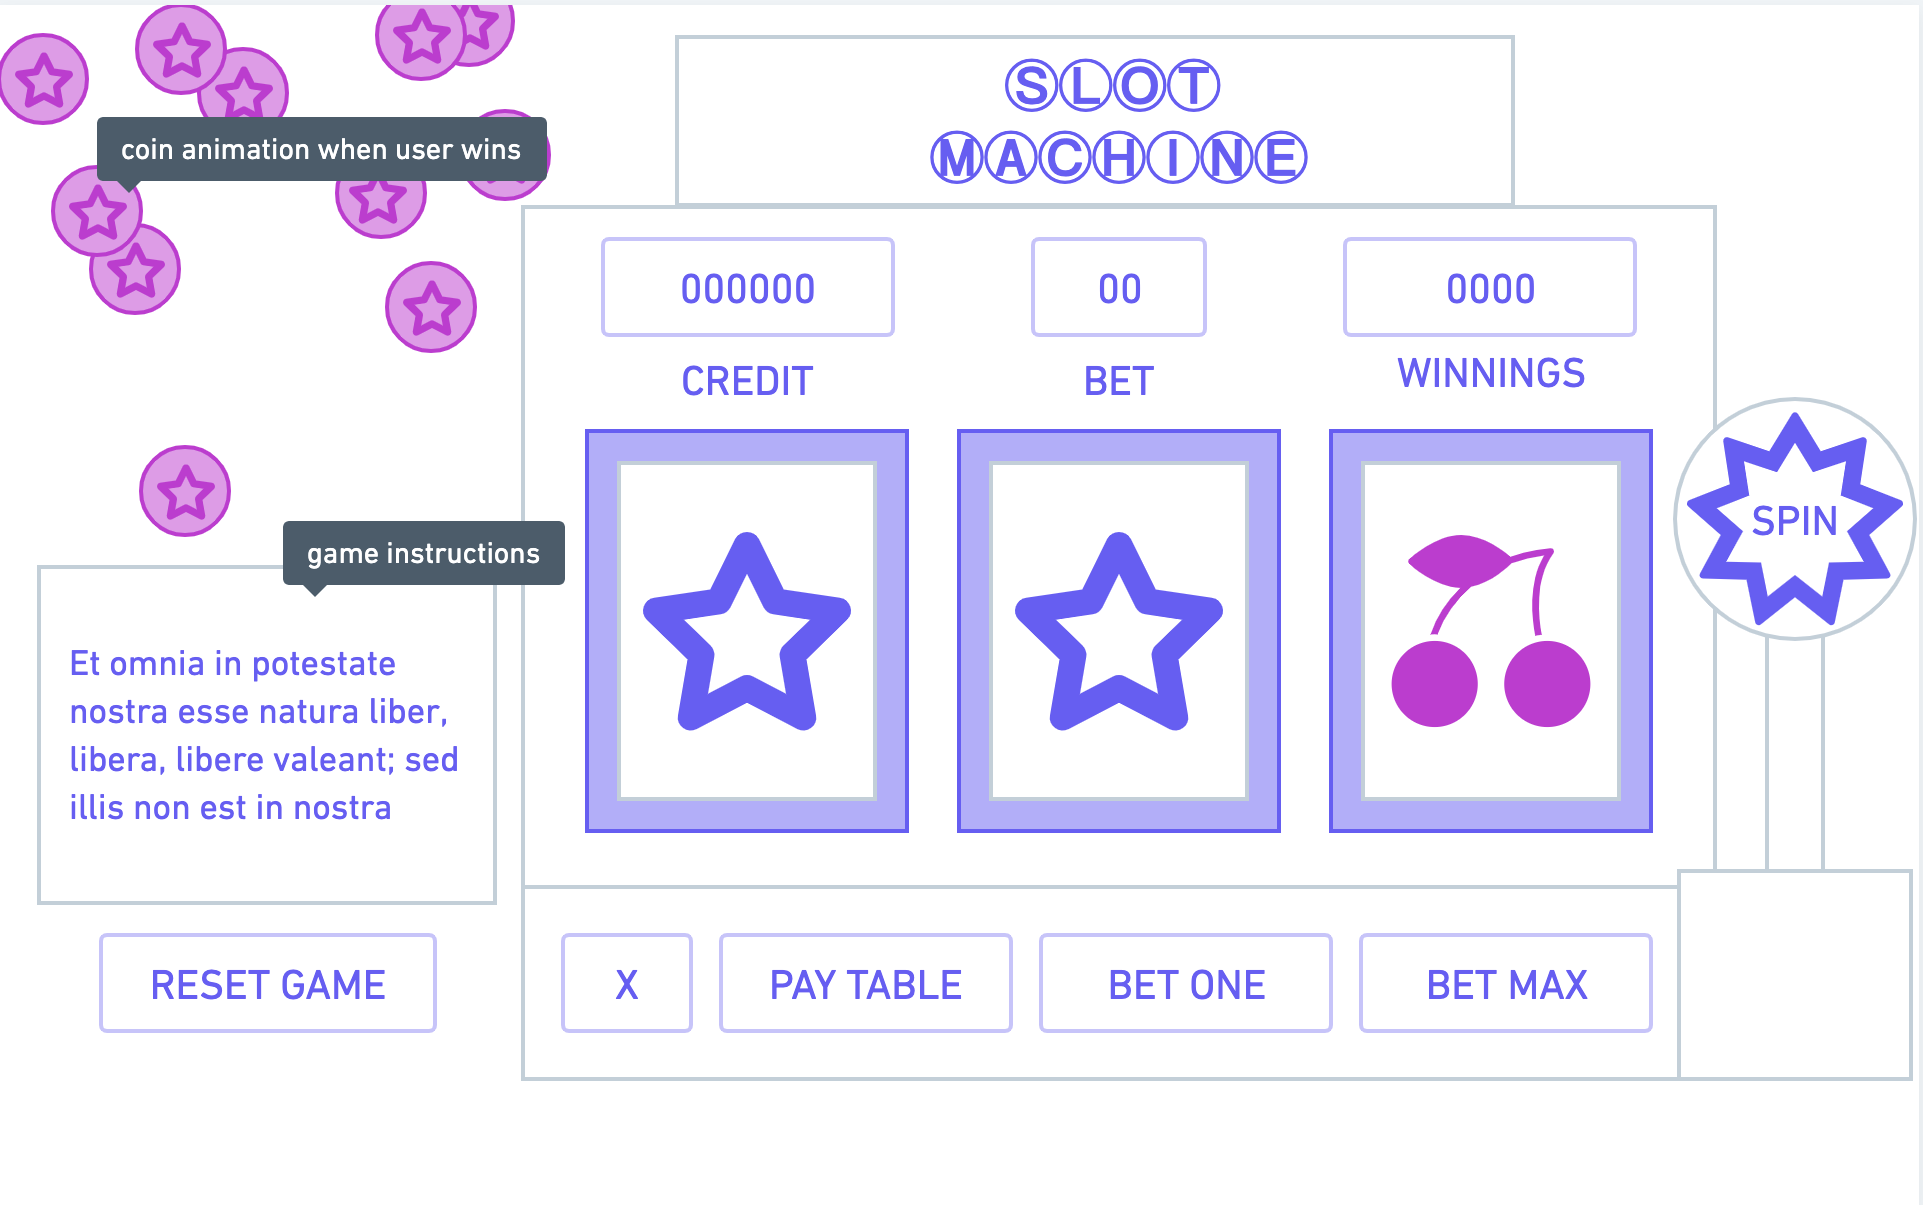 SLOT
MACHINE
coin animation when user wins
000000
00
0000
CREDIT
BET
WINNINGS
SPIN
game instructions
Et omnia in potestate
nostra esse natura liber,
libera, libere valeant; sed
illis non est in nostra
RESET GAME
X
PAY TABLE
BET ONE
BET MAX